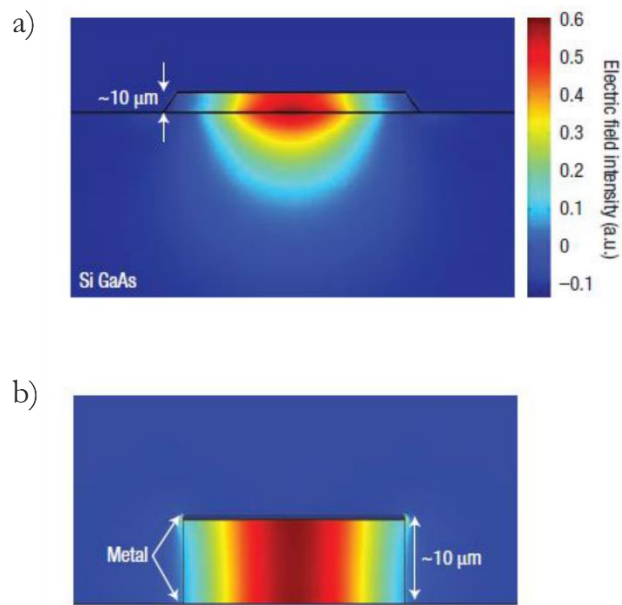 a)
~10 μm
Si GaAs
0.6
0.5
0.4
0.3
0.2
0.1
0
−0.1
Electric field intensity (a.u.)
b)
Metal
~10 μm